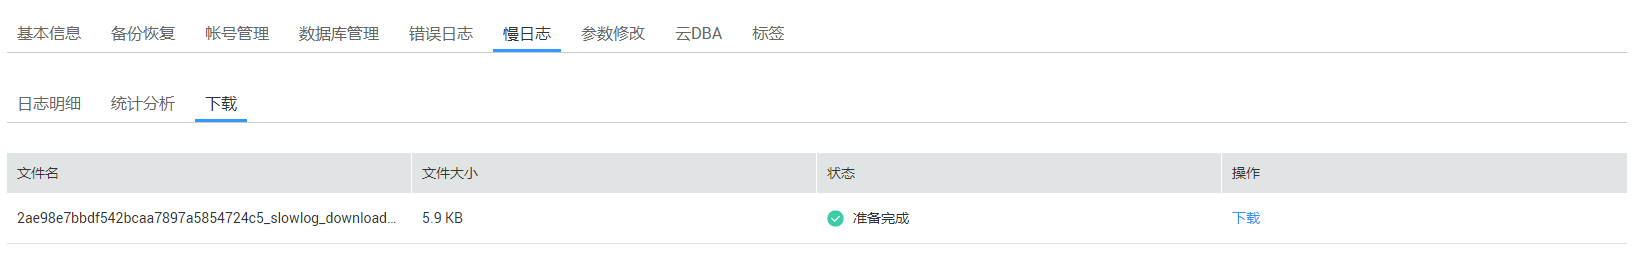 基本信息 备份恢复 帐号管理 数据库管理 错误日志 慢日志 参数修改 云DBA 标签
日志明细 统计分析 下载
文件名 文件大小 状态 操作
2ae98e7bbdf542bcaa7897a5854724c5_slowlog_download... 5.9 KB 准备完成 下载